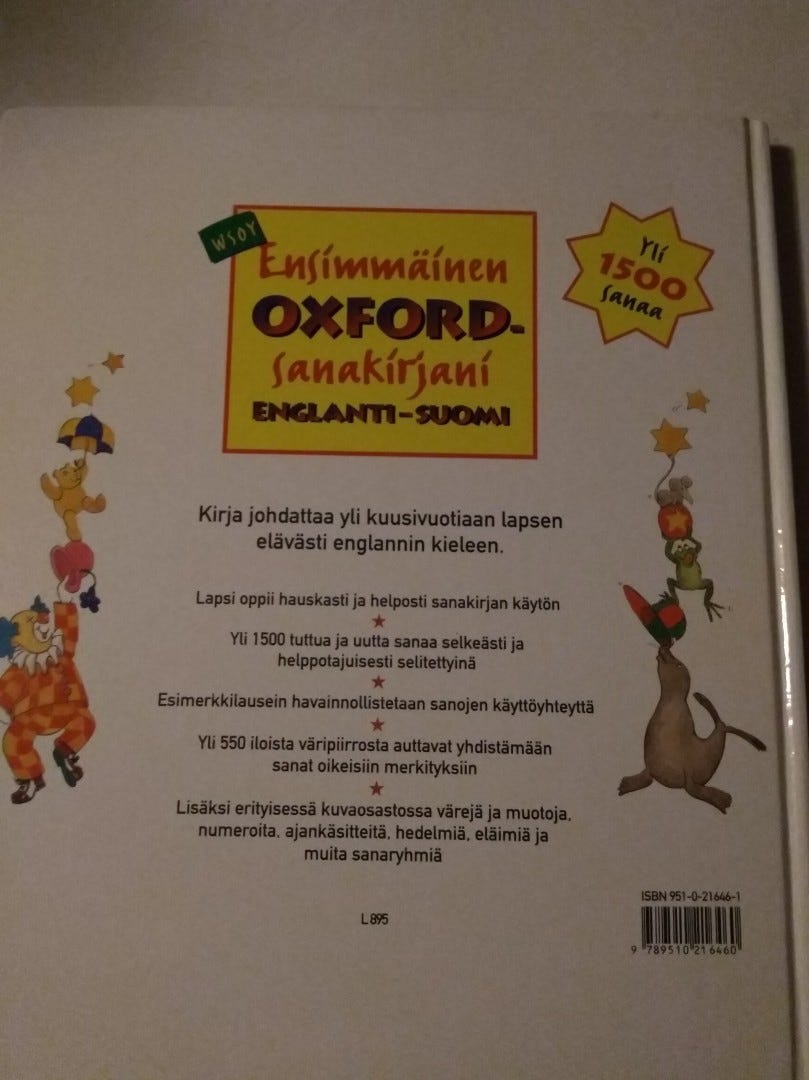 WSOY
Ensimmäinen
OXFORD-
sanakirjani
ENGLANTI-SUOMI
Yli
1500
sanaa
Kirja johdattaa yli kuusivuotiaan lapsen
elävästi englannin kieleen.
Lapsi oppii hauskasti ja helposti sanakirjan käytön
Yli 1500 tuttua ja uutta sanaa selkeästi ja
helppotajuisesti selitettyinä
Esimerkkilausein havainnollistetaan sanojen käyttöyhteyttä
Yli 550 iloista väripiirrosta auttavat yhdistämään
sanat oikeisiin merkityksiin
Lisäksi erityisessä kuvaosastossa värejä ja muotoja,
numeroita, ajankäsitteitä, hedelmiä, eläimiä ja
muita sanaryhmiä
L 895
ISBN 951-0-21646-1
9 789510 216460